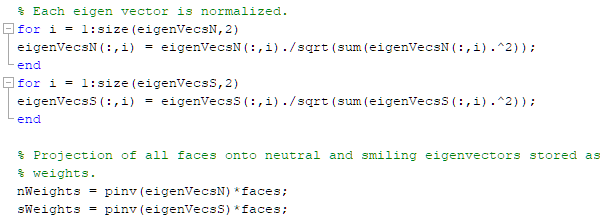 % Each eigen vector is normalized.
for i = 1:size(eigenVecsN,2)
eigenVecsN(:,i) = eigenVecsN(:,i)./sqrt(sum(eigenVecsN(:,i).^2));
end
for i = 1:size(eigenVecsS,2)
eigenVecsS(:,i) = eigenVecsS(:,i)./sqrt(sum(eigenVecsS(:,i).^2));
end
% Projection of all faces onto neutral and smiling eigenvectors stored as
% weights.
nWeights = pinv(eigenVecsN)*faces;
sWeights = pinv(eigenVecsS)*faces;